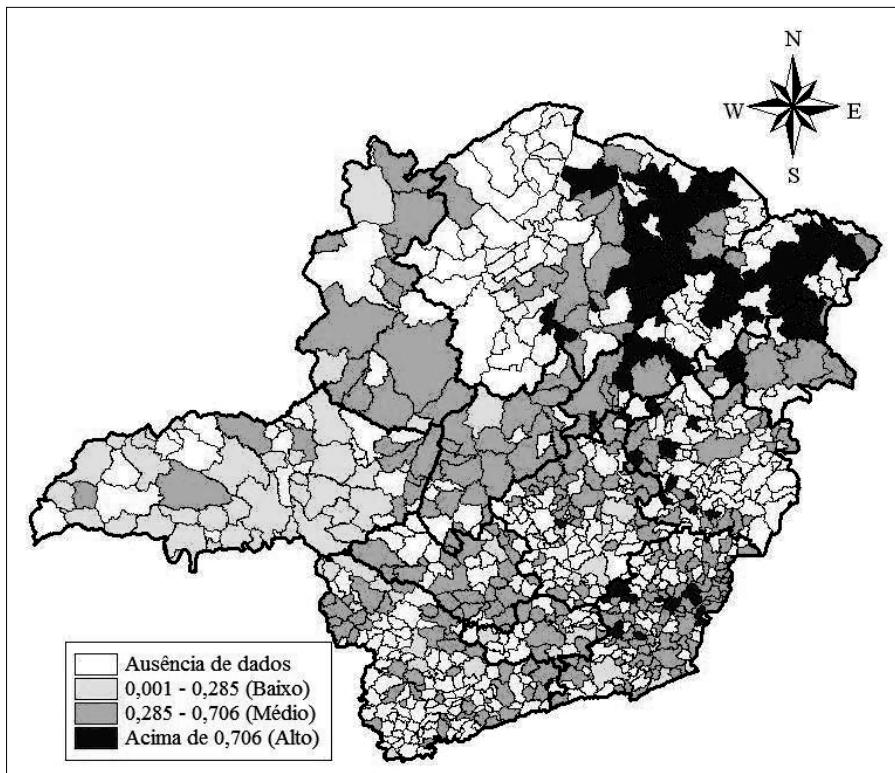 N
W E
S
Ausência de dados
0,001 - 0,285 (Baixo)
0,285 - 0,706 (Médio)
Acima de 0,706 (Alto)